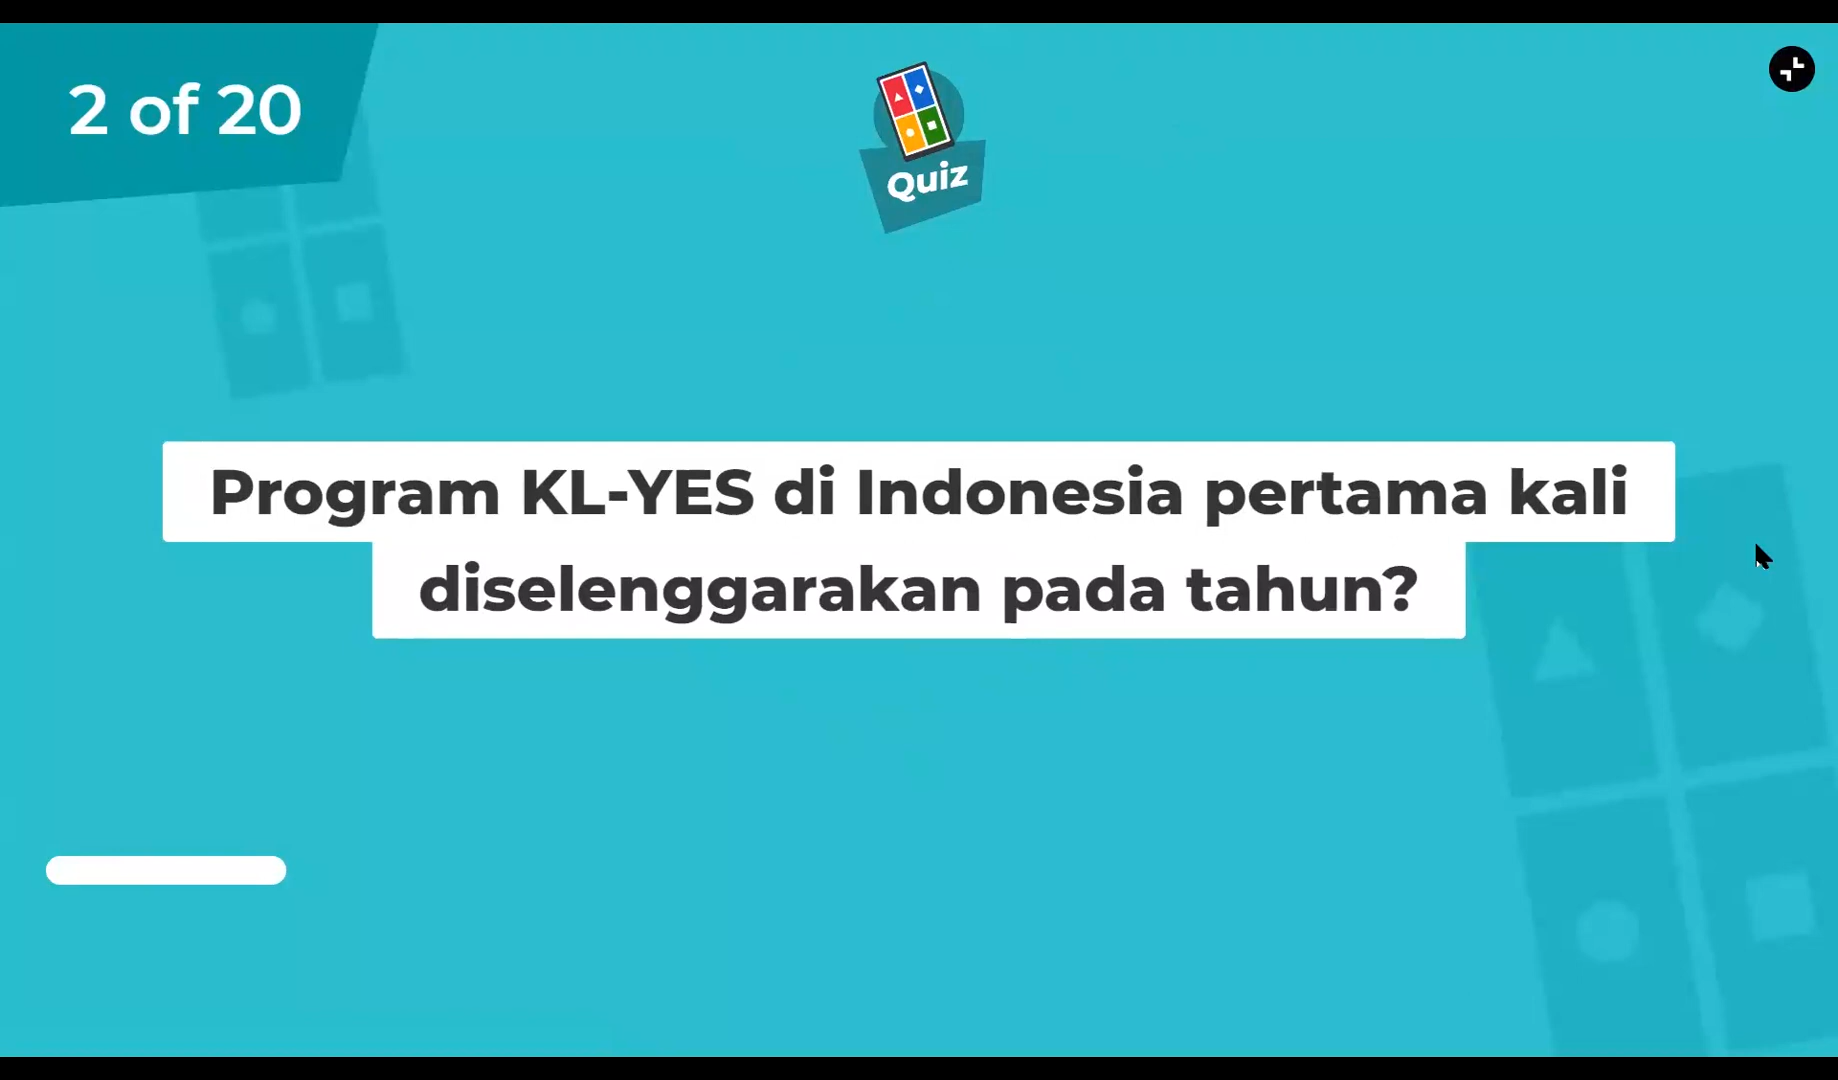 2 of 20
Quiz
Program KL-YES di Indonesia pertama kali
diselenggarakan pada tahun?